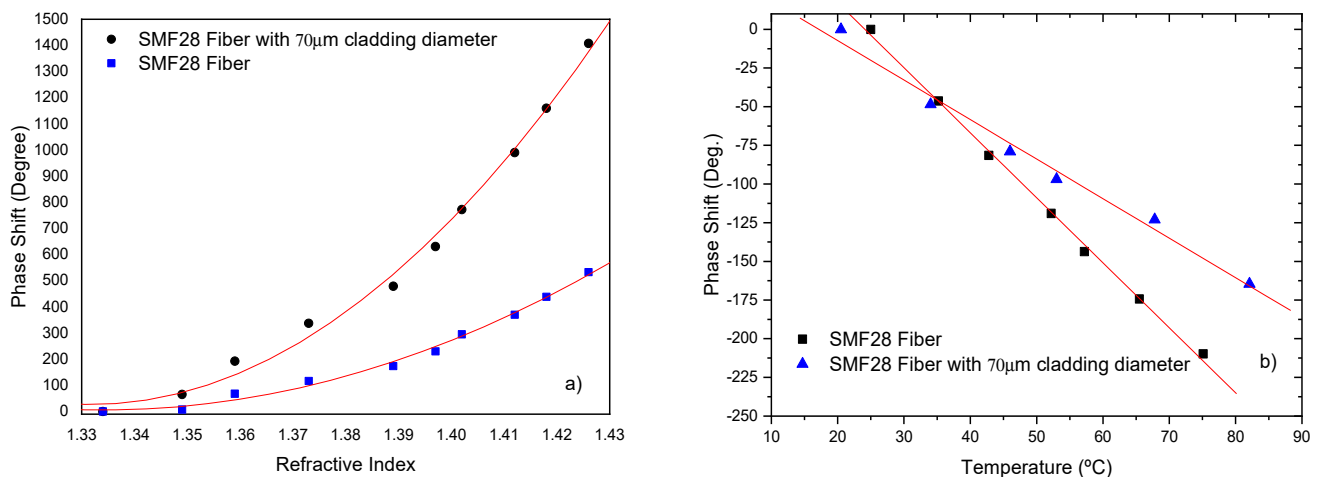 1500
1400
1300
1200
1100
1000
900
800
700
600
500
400
300
200
100
0
Phase Shift (Degree)
SMF28 Fiber with 70μm cladding diameter
SMF28 Fiber
a)
1.33 1.34 1.35 1.36 1.37 1.38 1.39 1.40 1.41 1.42 1.43
Refractive Index
0
-25
-50
-75
-100
-125
-150
-175
-200
-225
-250
Phase Shift (Deg.)
SMF28 Fiber
SMF28 Fiber with 70μm cladding diameter
b)
10 20 30 40 50 60 70 80 90
Temperature (ºC)